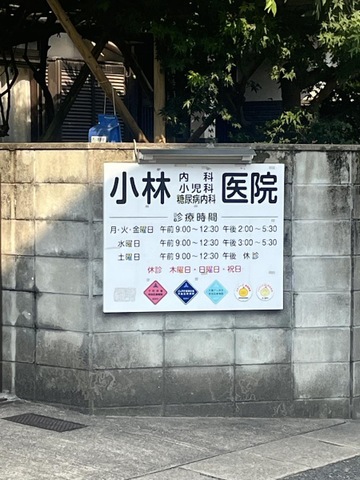 小林 内科 小児科 糖尿病内科 医院
診療時間
月・火・金曜日 午前 9:00〜12:30 午後 2:00〜5:30
水曜日 午前 9:00〜12:30 午後 3:00〜5:30
土曜日 午前 9:00〜12:30 午後 休診
休診 木曜日・日曜日・祝日